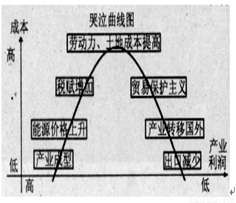 哭泣曲线图
成本
劳动力、土地成本提高
高
税赋增加
贸易保护主义
能源价格上升
产业转移国外
产业
利润
产业成型
出口减少
低
高
低